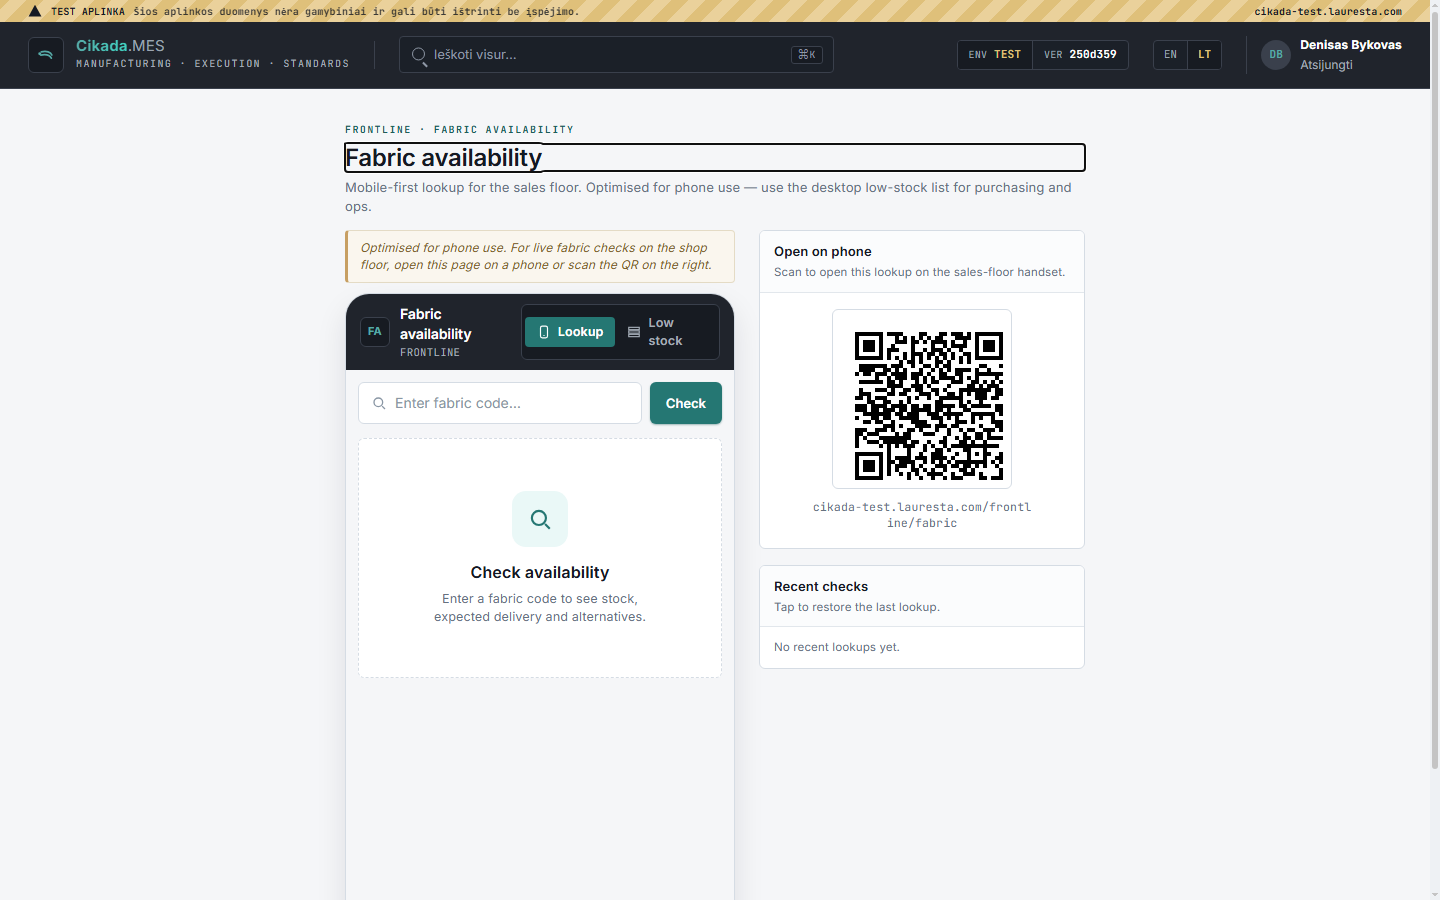 TEST APLINKA Šios aplinkos duomenys nėra gamybiniai ir gali būti ištrinti be įspėjimo.
cikada-test.lauresta.com
Cikada.MES
MANUFACTURING · EXECUTION · STANDARDS
Ieškoti visur...
⌘K
ENV TEST
VER 250d359
EN
LT
DB
Denisas Bykovas
Atsijungti
FRONTLINE · FABRIC AVAILABILITY
Fabric availability
Mobile-first lookup for the sales floor. Optimised for phone use — use the desktop low-stock list for purchasing and
ops.
Optimised for phone use. For live fabric checks on the shop
floor, open this page on a phone or scan the QR on the right.
FA
Fabric
availability
FRONTLINE
Lookup
Low
stock
Enter fabric code...
Check
Check availability
Enter a fabric code to see stock,
expected delivery and alternatives.
Open on phone
Scan to open this lookup on the sales-floor handset.
cikada-test.lauresta.com/frontl
ine/fabric
Recent checks
Tap to restore the last lookup.
No recent lookups yet.